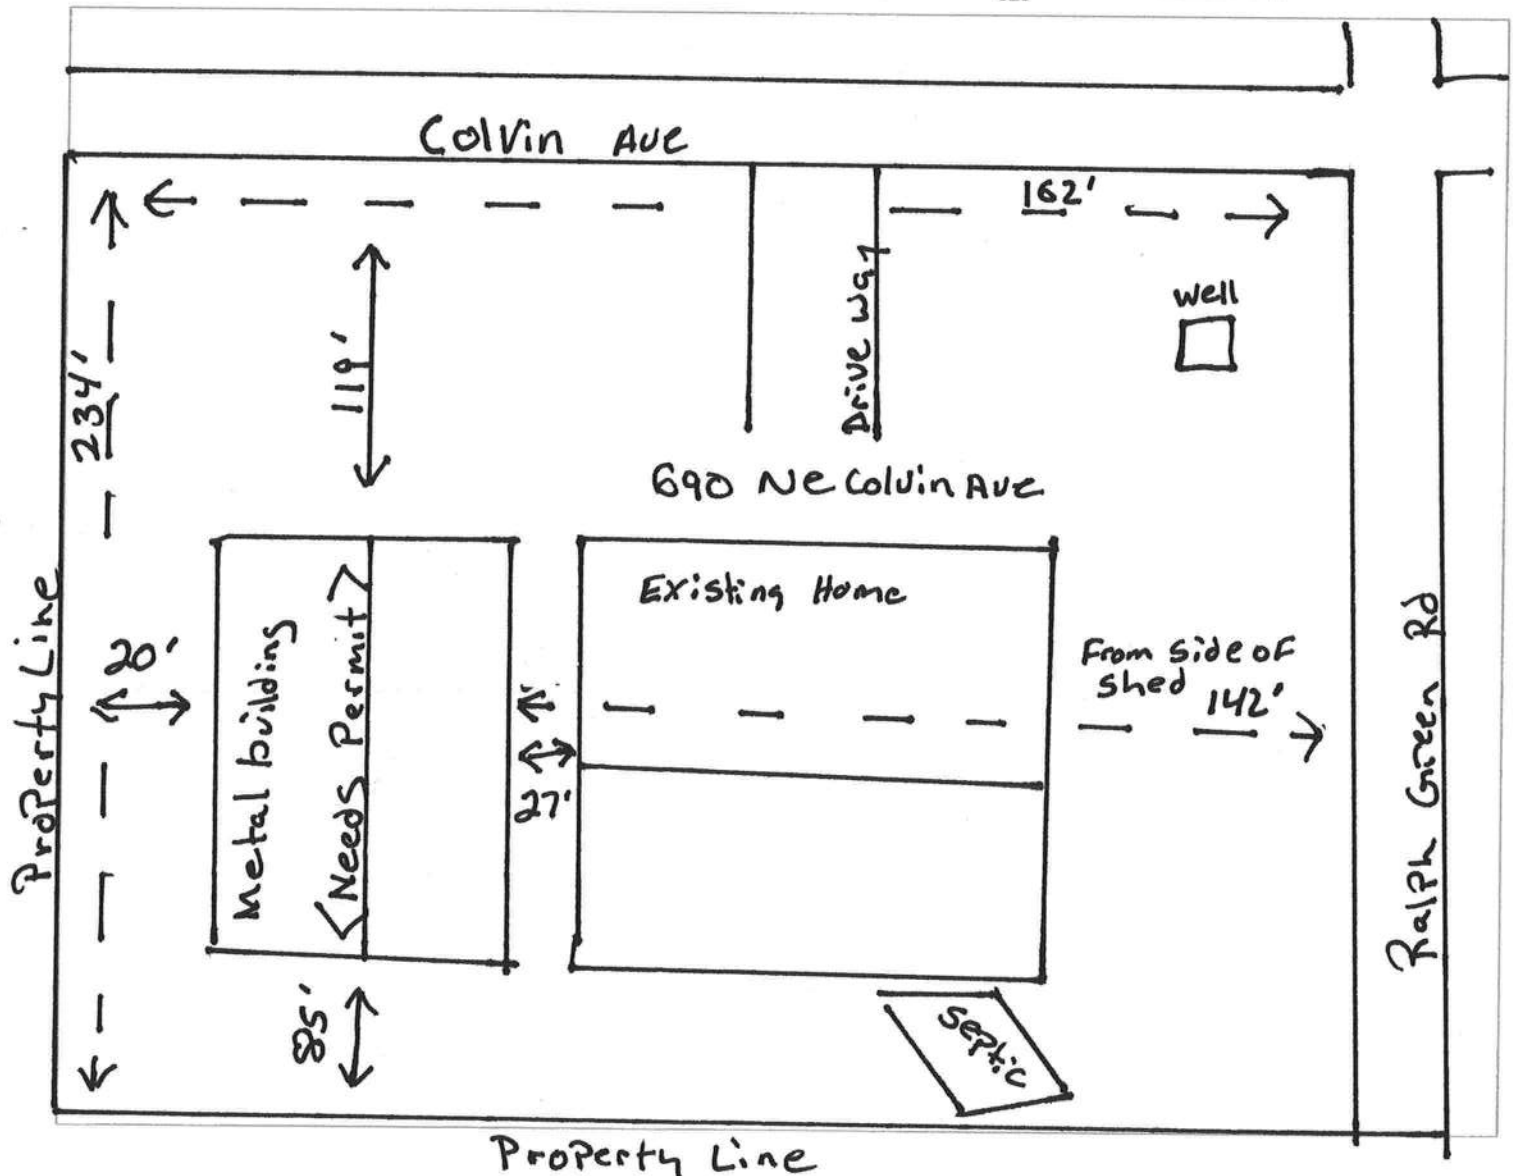 Colvin Ave
162'
Well
234'
119'
Drive Way
690 Ne Colvin Ave
Existing Home
Property Line
20'
Metal building
<Needs Permit>
From side of
shed 142'
27'
Ralph Green Rd
85'
Septic
Property Line